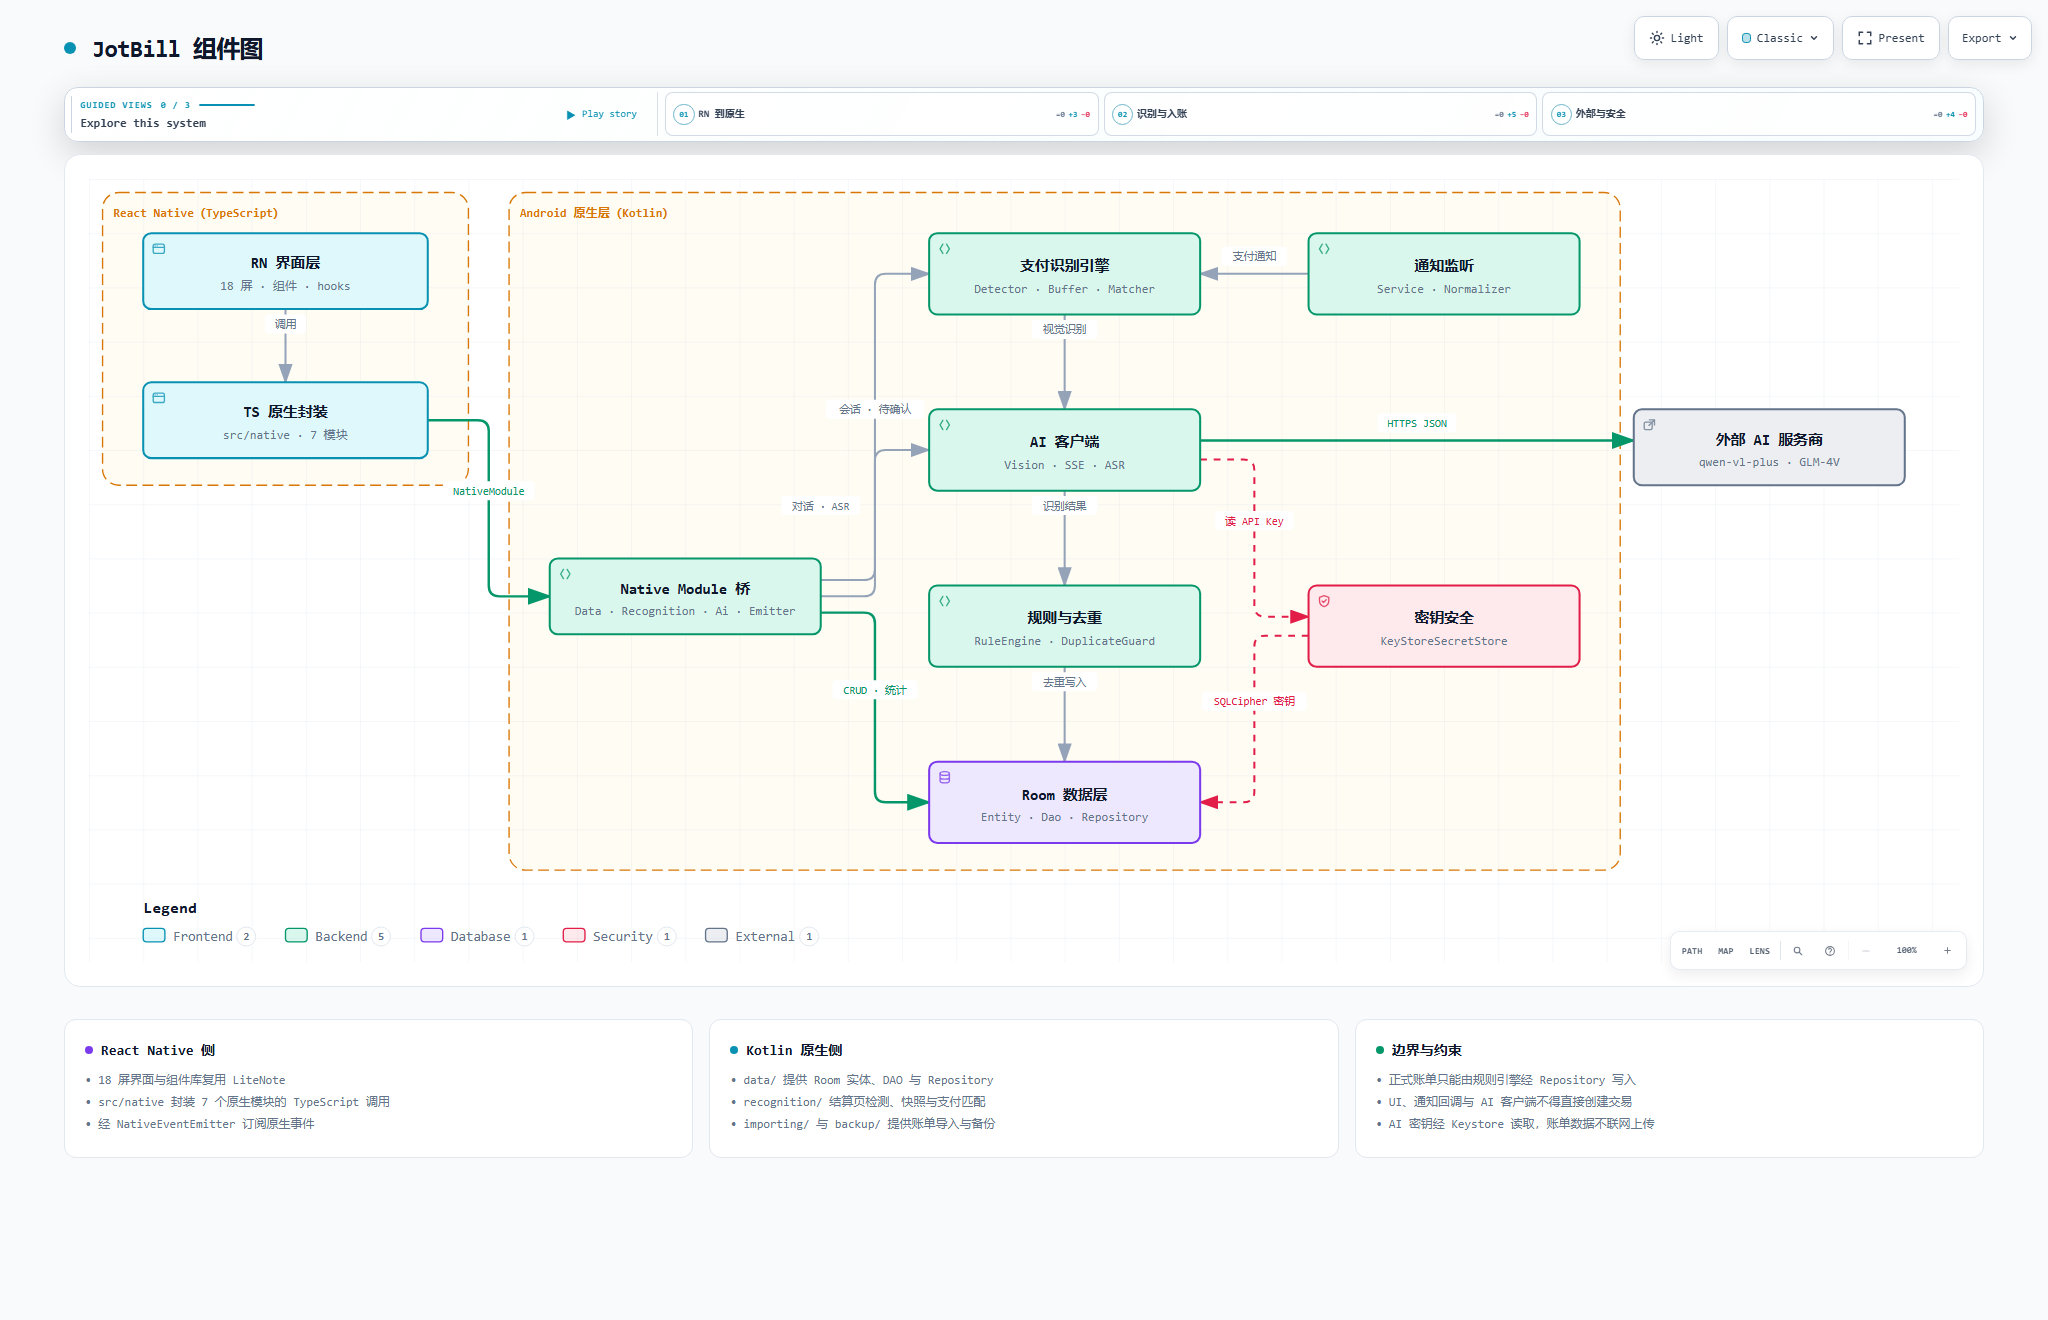 JotBill 组件图
Light
Classic
Present
Export
GUIDED VIEWS 0 / 3
Explore this system
Play story
01 RN 到原生
~0 +3 -0
02 识别与入账
~0 +5 -0
03 外部与安全
~0 +4 -0
React Native (TypeScript)
RN 界面层
18 屏 · 组件 · hooks
调用
TS 原生封装
src/native · 7 模块
NativeModule
Android 原生层 (Kotlin)
支付识别引擎
Detector · Buffer · Matcher
支付通知
通知监听
Service · Normalizer
视觉识别
会话 · 待确认
AI 客户端
Vision · SSE · ASR
HTTPS JSON
外部 AI 服务商
qwen-vl-plus · GLM-4V
对话 · ASR
识别结果
读 API Key
Native Module 桥
Data · Recognition · Ai · Emitter
规则与去重
RuleEngine · DuplicateGuard
密钥安全
KeyStoreSecretStore
CRUD · 统计
去重写入
SQLCipher 密钥
Room 数据层
Entity · Dao · Repository
Legend
Frontend 2
Backend 5
Database 1
Security 1
External 1
PATH
MAP
LENS
−
100%
+
React Native 侧
• 18 屏界面与组件库复用 LiteNote
• src/native 封装 7 个原生模块的 TypeScript 调用
• 经 NativeEventEmitter 订阅原生事件
Kotlin 原生侧
• data/ 提供 Room 实体、DAO 与 Repository
• recognition/ 结算页检测、快照与支付匹配
• importing/ 与 backup/ 提供账单导入与备份
边界与约束
• 正式账单只能由规则引擎经 Repository 写入
• UI、通知回调与 AI 客户端不得直接创建交易
• AI 密钥经 Keystore 读取，账单数据不联网上传